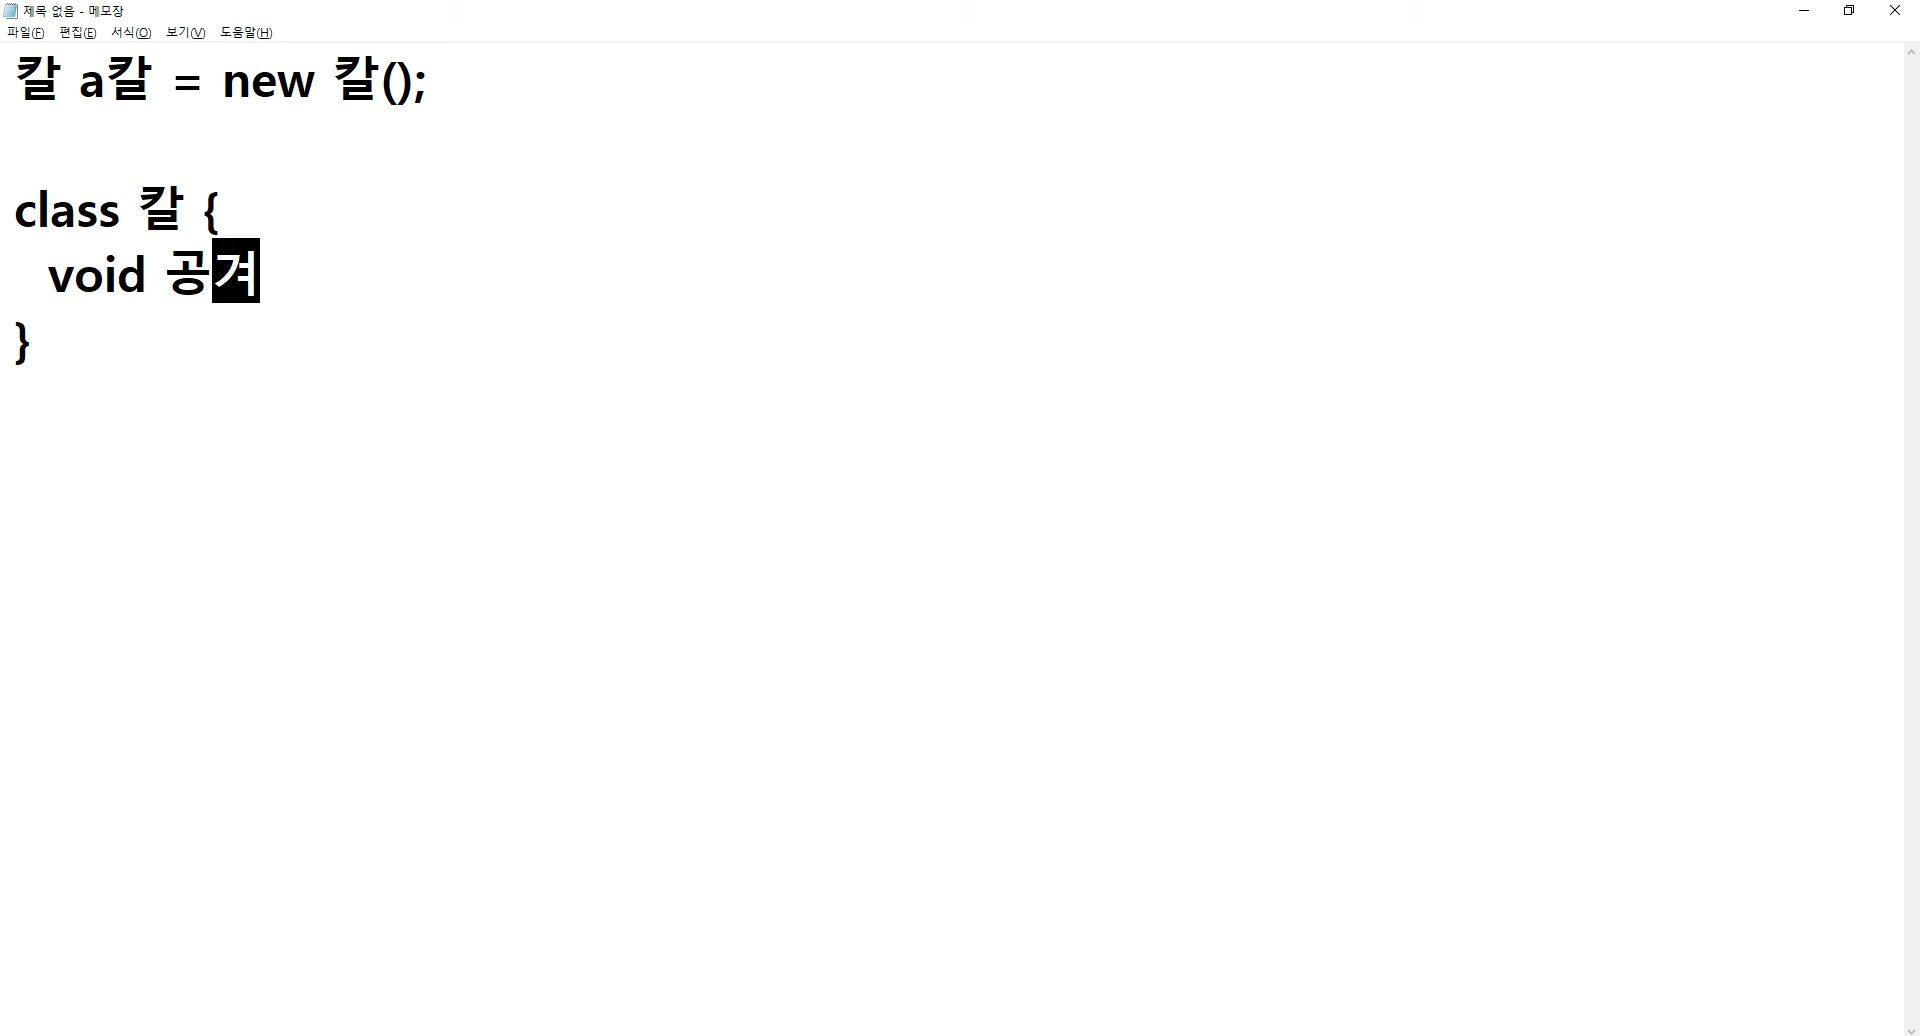 제목 없음 - 메모장
파일(F) 편집(E) 서식(O) 보기(V) 도움말(H)
칼 a칼 = new 칼();
class 칼 {
void 공겨
}